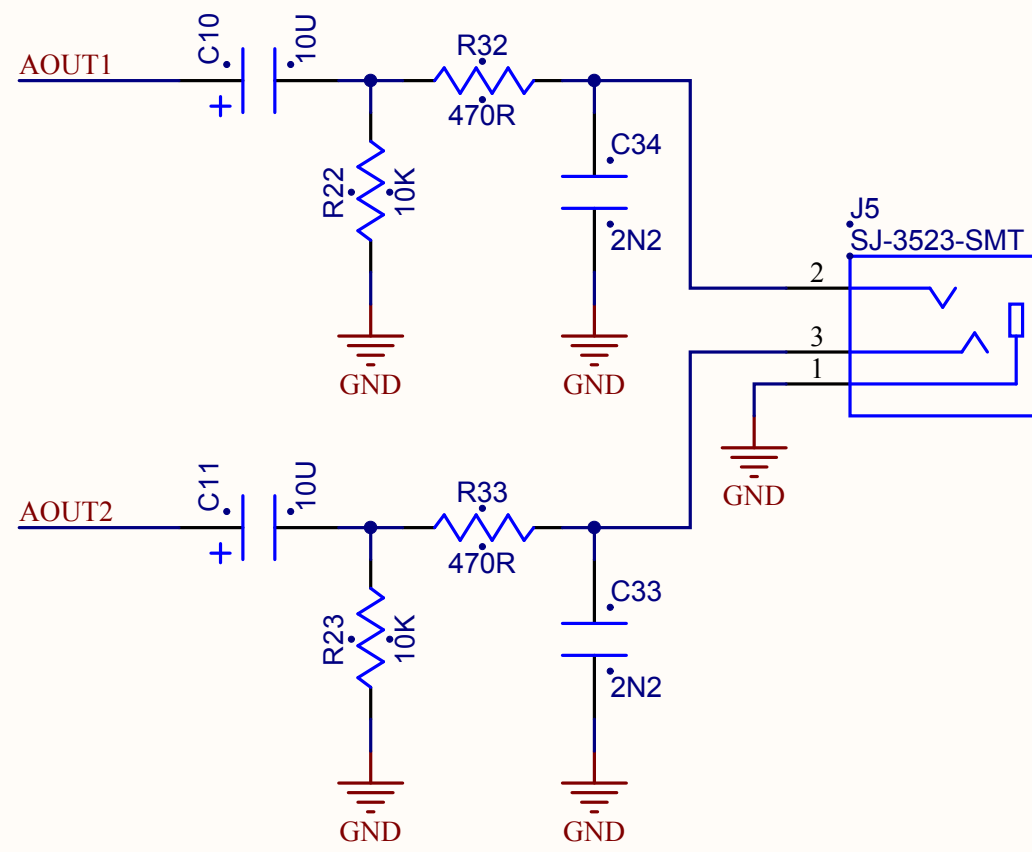 AOUT1
C10
10U
+
R32
470R
R22
10K
C34
2N2
GND
GND
J5
SJ-3523-SMT
2
3
1
GND
AOUT2
C11
10U
+
R33
470R
R23
10K
C33
2N2
GND
GND